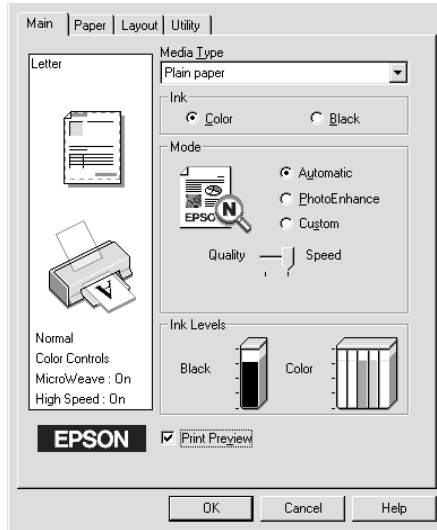 Main Paper Layout Utility
Letter
Media Type
Plain paper
Ink
Color Black
Mode
EPSO
N
Automatic
PhotoEnhance
Custom
Quality Speed
A
Normal
Color Controls
MicroWeave : On
High Speed : On
Ink Levels
Black Color
EPSON
Print Preview
OK Cancel Help